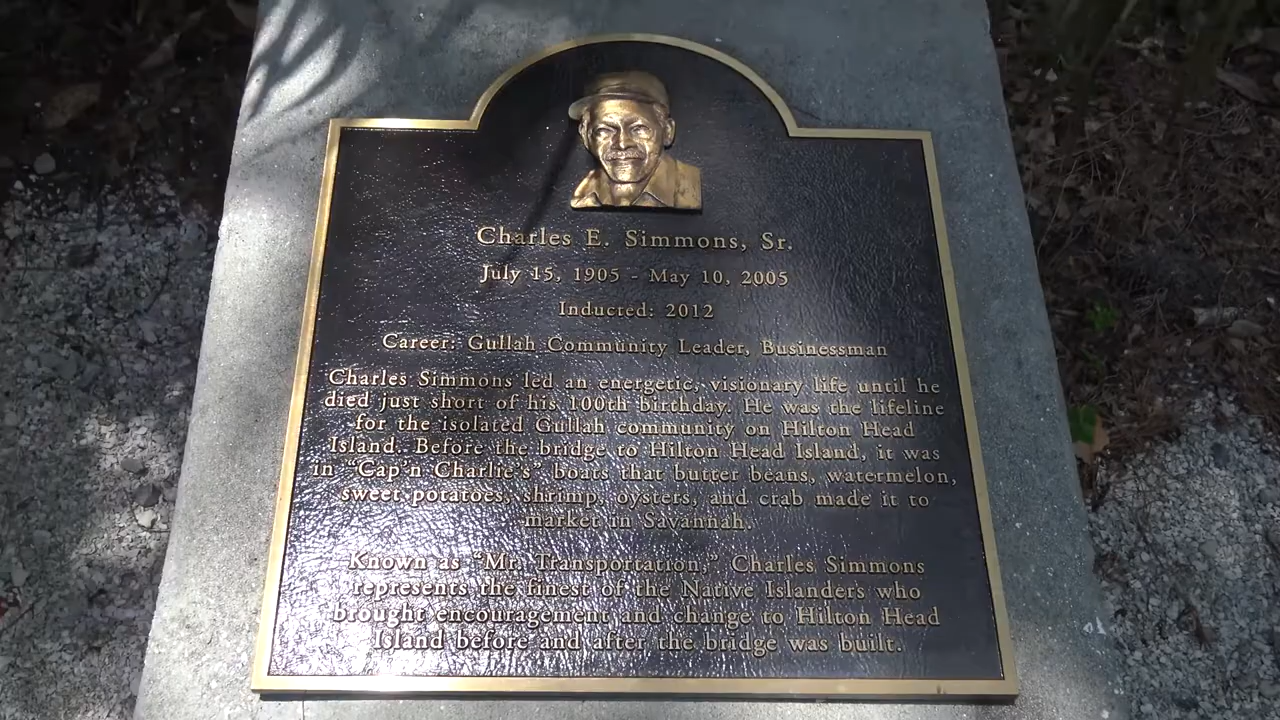 Charles E. Simmons, Sr.
July 15, 1905 - May 10, 2005
Inducted: 2012
Career: Gullah Community Leader, Businessman
Charles Simmons led an energetic, visionary life until he
died just short of his 100th birthday. He was the lifeline
for the isolated Gullah community on Hilton Head
Island. Before the bridge to Hilton Head Island, it was
in "Cap'n Charlie's" boats that butter beans, watermelon,
sweet potatoes, shrimp, oysters, and crab made it to
market in Savannah.
Known as "Mr. Transportation," Charles Simmons
represents the finest of the Native Islanders who
brought encouragement and change to Hilton Head
Island before and after the bridge was built.